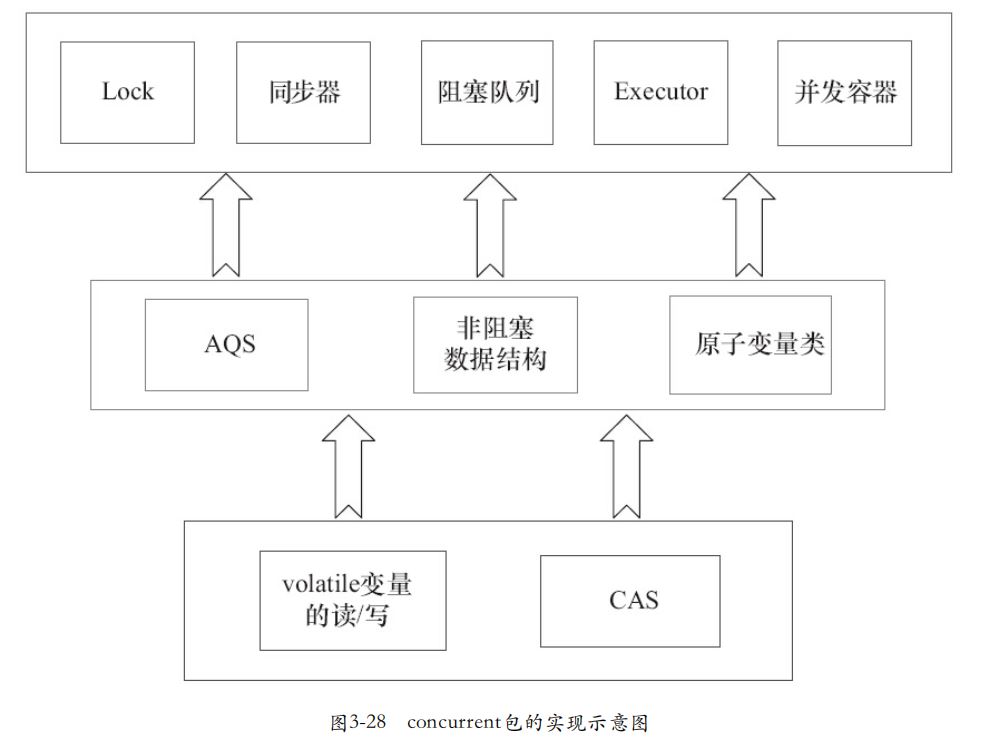 Lock
同步器
阻塞队列
Executor
并发容器
AQS
非阻塞
数据结构
原子变量类
volatile变量
的读/写
CAS
图3-28 concurrent包的实现示意图